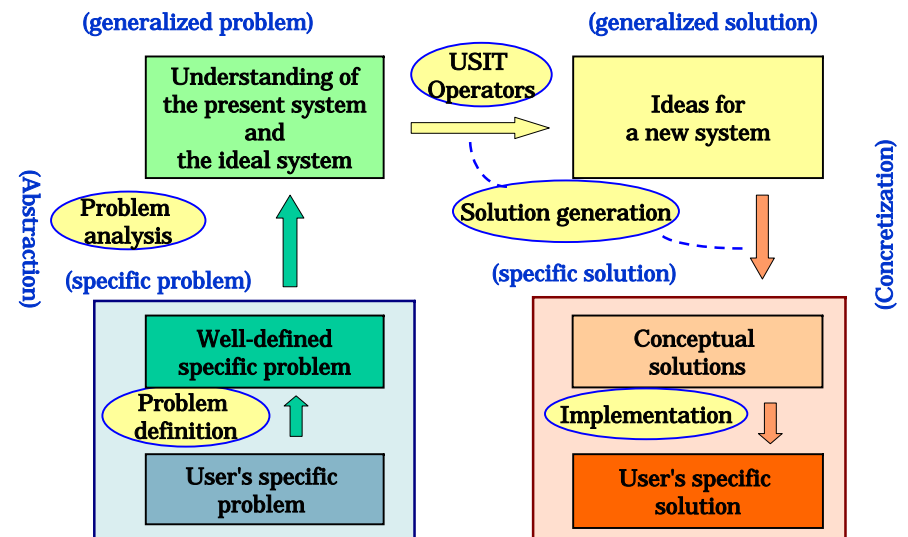 (generalized problem)
(generalized solution)
Understanding of
the present system
and
the ideal system
USIT
Operators
Ideas for
a new system
(Abstraction)
Problem
analysis
Solution generation
(Concretization)
(specific problem)
(specific solution)
Well-defined
specific problem
Conceptual
solutions
Problem
definition
Implementation
User's specific
problem
User's specific
solution